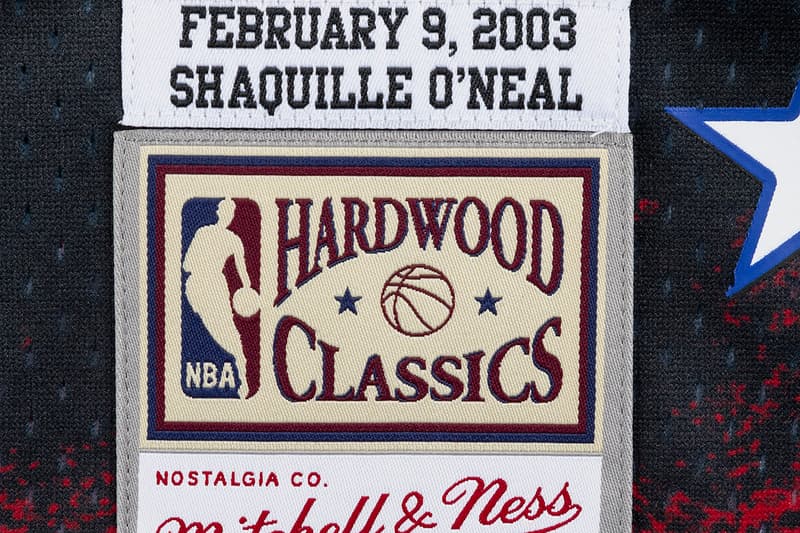 FEBRUARY 9, 2003
SHAQUILLE O'NEAL
HARDWOOD
CLASSICS
NBA
NOSTALGIA CO.
Mitchell & Ness